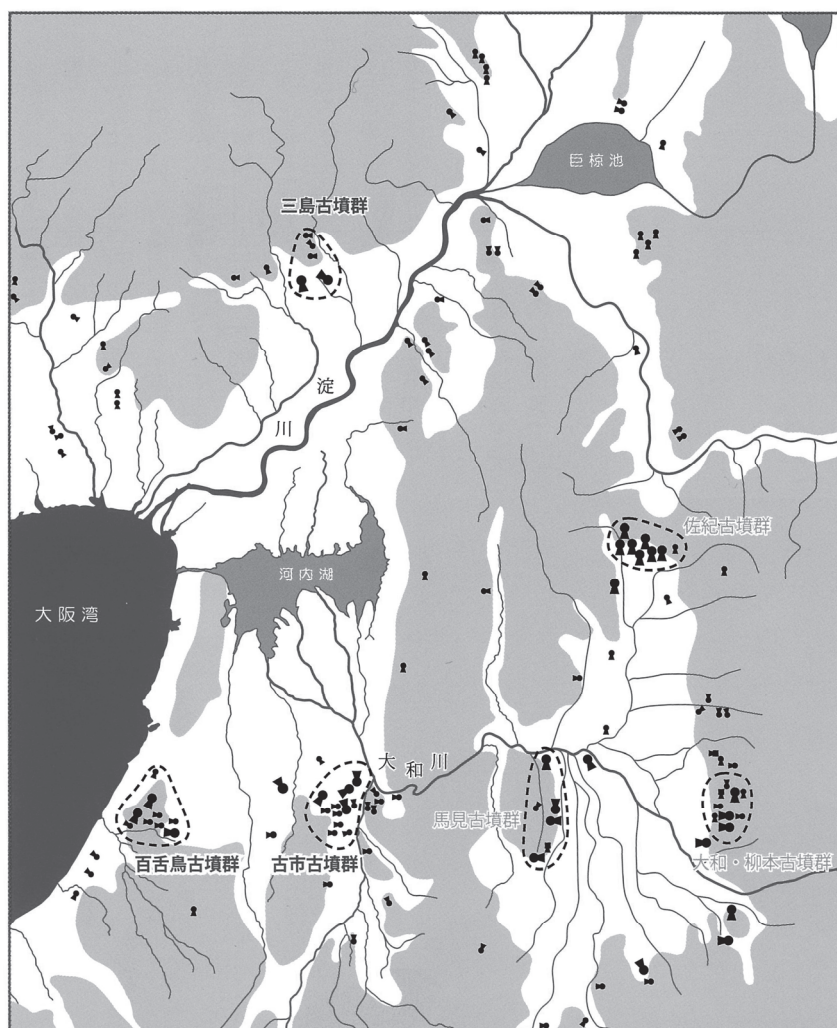 巨椋池
三島古墳群
淀川
佐紀古墳群
河内湖
大阪湾
大和川
馬見古墳群
百舌鳥古墳群
古市古墳群
大和・柳本古墳群